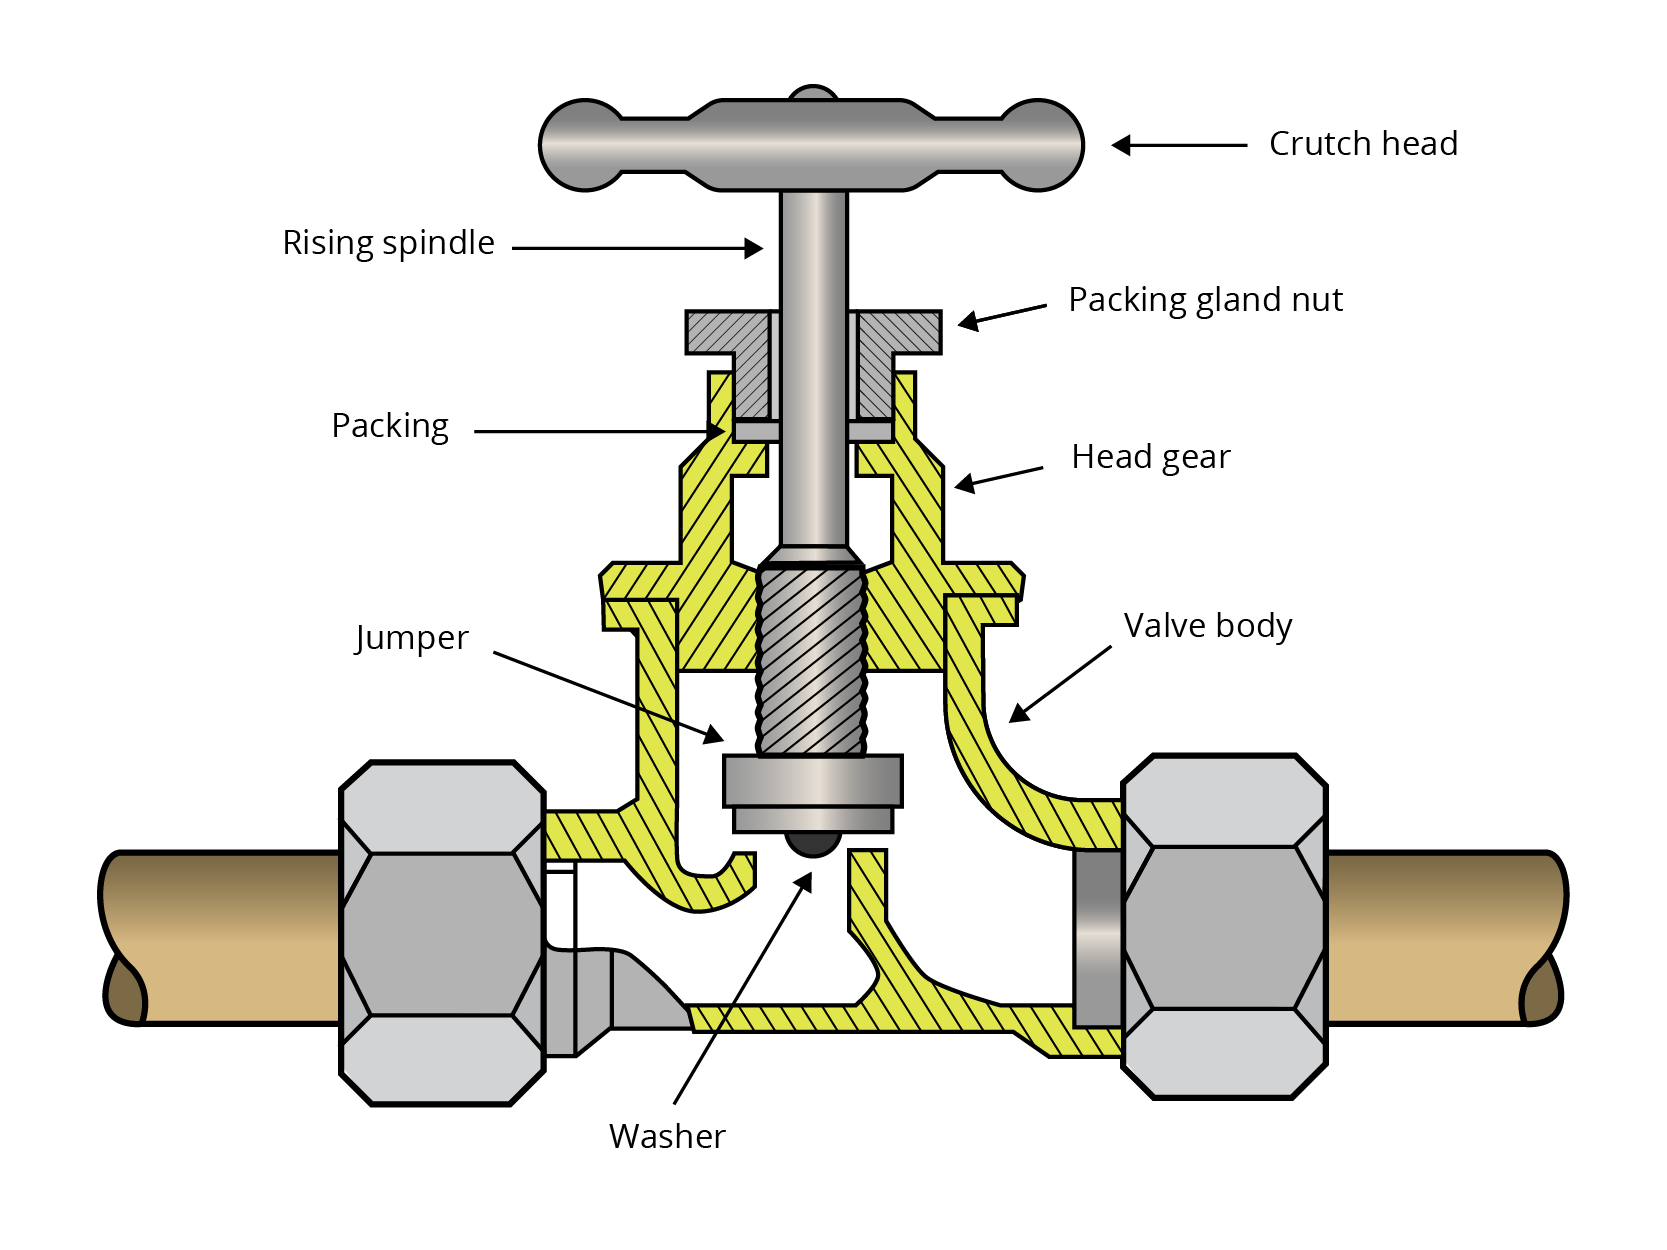 Crutch head
Rising spindle
Packing gland nut
Packing
Head gear
Valve body
Jumper
Washer